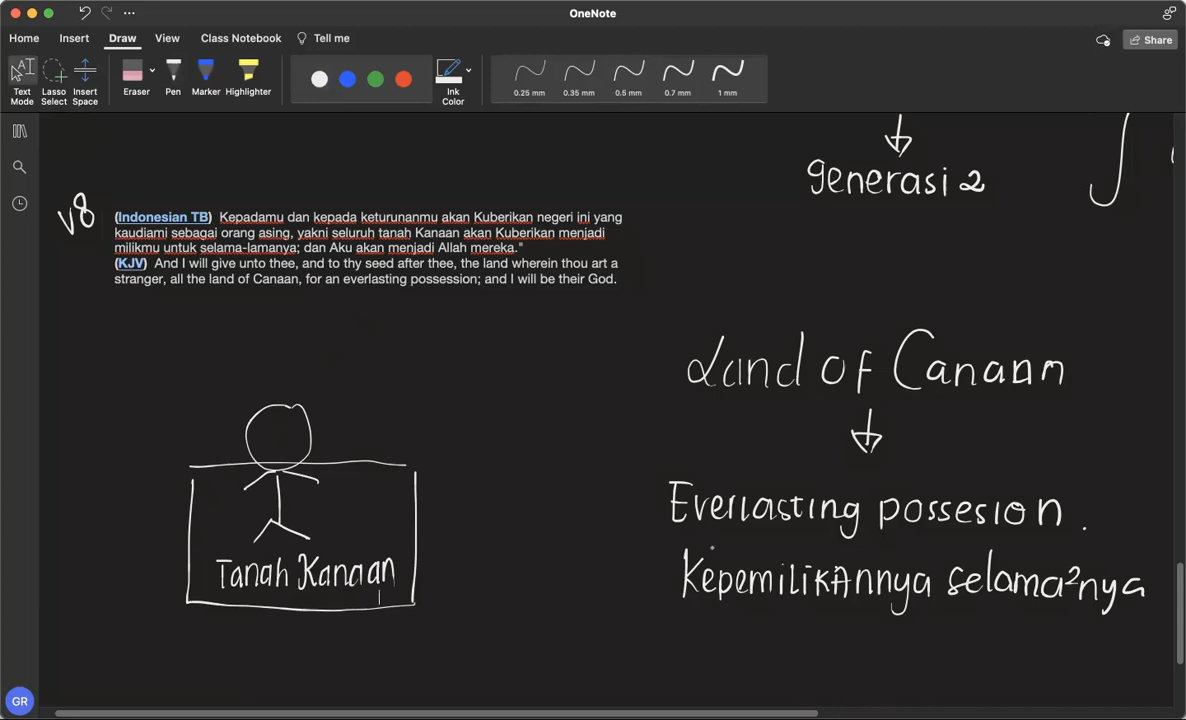 OneNote
Home Insert Draw View Class Notebook Tell me
Share
Text Mode
Lasso Select
Insert Space
Eraser
Pen
Marker
Highlighter
Ink Color
0.25 mm 0.35 mm 0.5 mm 0.7 mm 1 mm
generasi 2
v8
(Indonesian TB) Kepadamu dan kepada keturunanmu akan Kuberikan negeri ini yang
kaudiami sebagai orang asing, yakni seluruh tanah Kanaan akan Kuberikan menjadi
milikmu untuk selama-lamanya; dan Aku akan menjadi Allah mereka."
(KJV) And I will give unto thee, and to thy seed after thee, the land wherein thou art a
stranger, all the land of Canaan, for an everlasting possession; and I will be their God.
Land of Canaan
Everlasting possesion.
Kepemilikannya selama²nya
Tanah Kanaan
GR